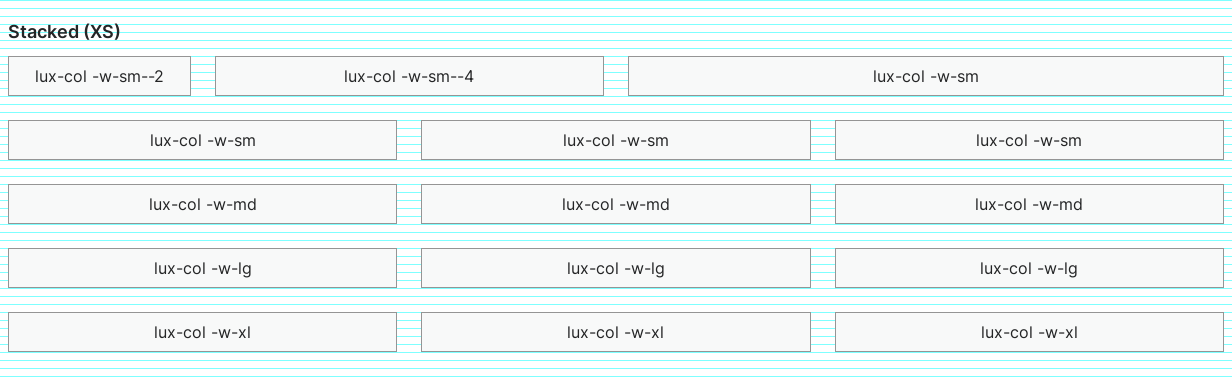 Stacked (XS)
lux-col -w-sm--2 lux-col -w-sm--4 lux-col -w-sm
lux-col -w-sm lux-col -w-sm lux-col -w-sm
lux-col -w-md lux-col -w-md lux-col -w-md
lux-col -w-lg lux-col -w-lg lux-col -w-lg
lux-col -w-xl lux-col -w-xl lux-col -w-xl